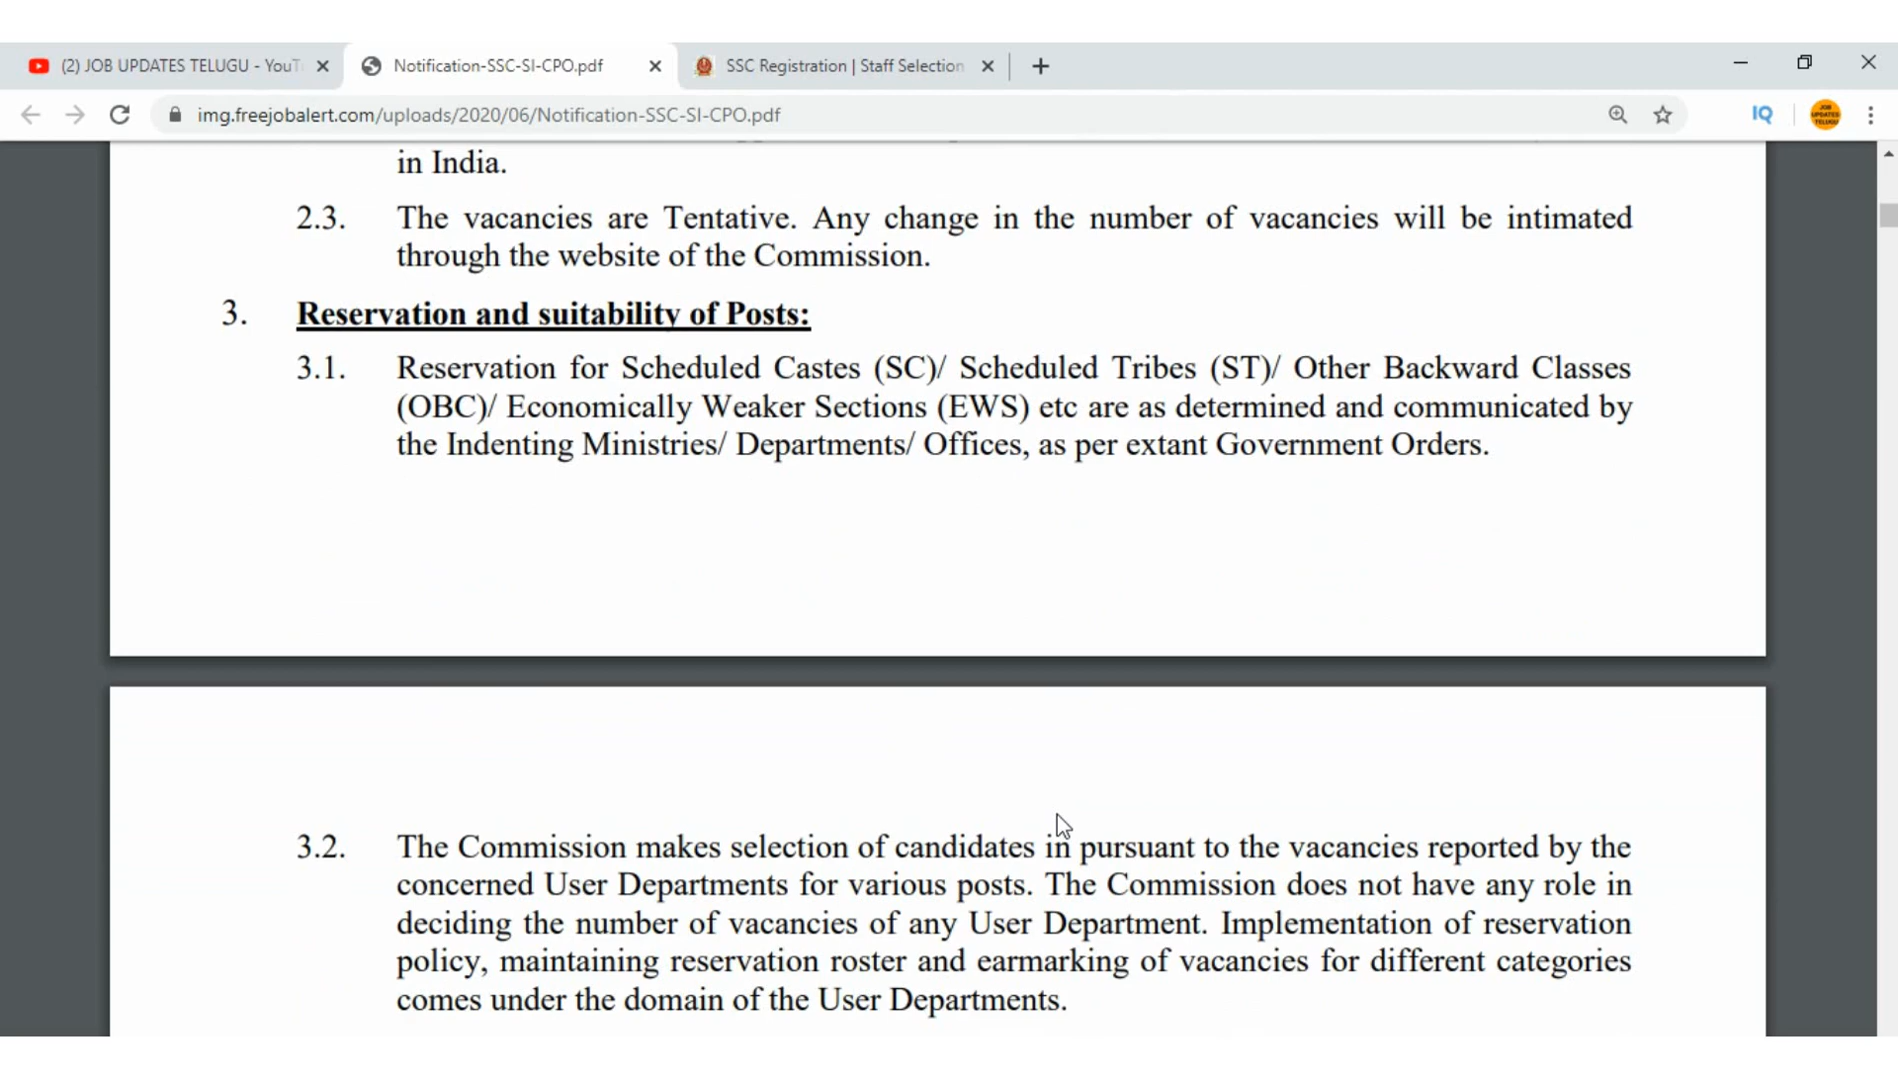 (2) JOB UPDATES TELUGU - YouT
Notification-SSC-SI-CPO.pdf
SSC Registration | Staff Selection
img.freejobalert.com/uploads/2020/06/Notification-SSC-SI-CPO.pdf
IQ
JOB
UPDATES
TELUGU
in India.
2.3. The vacancies are Tentative. Any change in the number of vacancies will be intimated
through the website of the Commission.
3. Reservation and suitability of Posts:
3.1. Reservation for Scheduled Castes (SC)/ Scheduled Tribes (ST)/ Other Backward Classes
(OBC)/ Economically Weaker Sections (EWS) etc are as determined and communicated by
the Indenting Ministries/ Departments/ Offices, as per extant Government Orders.
3.2. The Commission makes selection of candidates in pursuant to the vacancies reported by the
concerned User Departments for various posts. The Commission does not have any role in
deciding the number of vacancies of any User Department. Implementation of reservation
policy, maintaining reservation roster and earmarking of vacancies for different categories
comes under the domain of the User Departments.